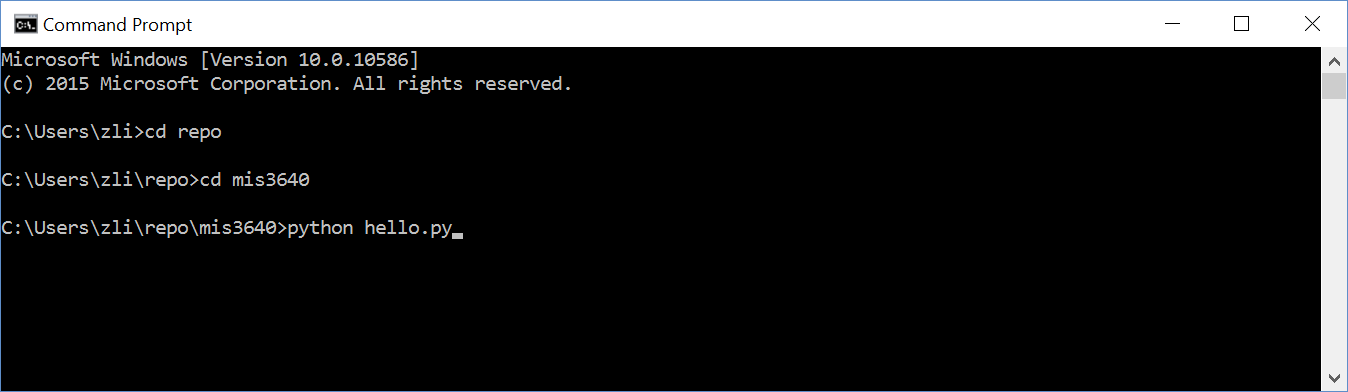 Command Prompt
Microsoft Windows [Version 10.0.10586]
(c) 2015 Microsoft Corporation. All rights reserved.
C:\Users\zli>cd repo
C:\Users\zli\repo>cd mis3640
C:\Users\zli\repo\mis3640>python hello.py